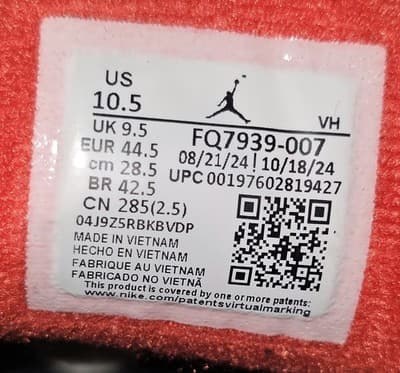 US
10.5
VH
UK 9.5
EUR 44.5
cm 28.5
BR 42.5
CN 285(2.5)
FQ7939-007
08/21/24 | 10/18/24
UPC 00197602819427
04J9Z5RBKBVDP
MADE IN VIETNAM
HECHO EN VIETNAM
FABRIQUE AU VIETNAM
FABRICADO NO VIETNÃ
This product is covered by one or more patents:
www.nike.com/patentsvirtualmarking